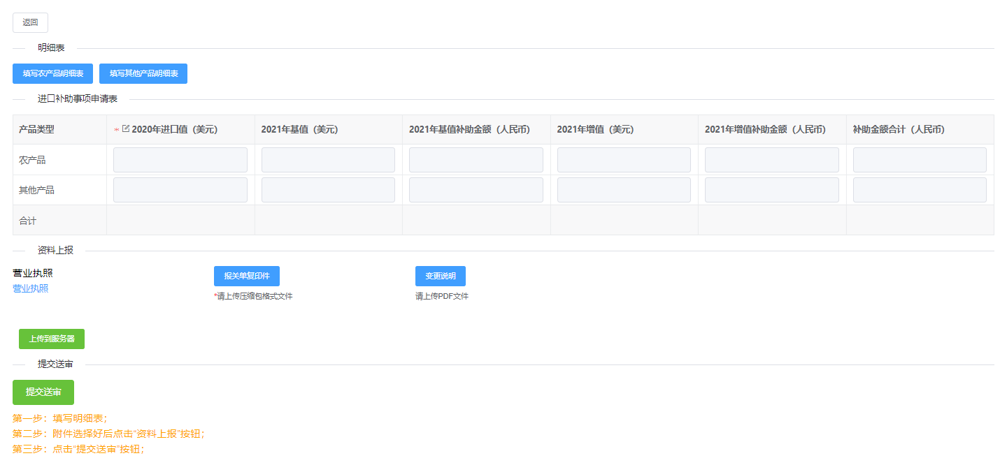 返回
明细表
填写农产品明细表 填写其他产品明细表
进口补助事项申请表
产品类型 * 2020年进口值（美元） 2021年基值（美元） 2021年基值补助金额（人民币） 2021年增值（美元） 2021年增值补助金额（人民币） 补助金额合计（人民币）
农产品
其他产品
合计
资料上报
营业执照 报关单复印件 变更说明
营业执照 *请上传压缩包格式文件 请上传PDF文件
上传到服务器
提交送审
提交送审
第一步：填写明细表；
第二步：附件选择好后点击“资料上报”按钮；
第三步：点击“提交送审”按钮；